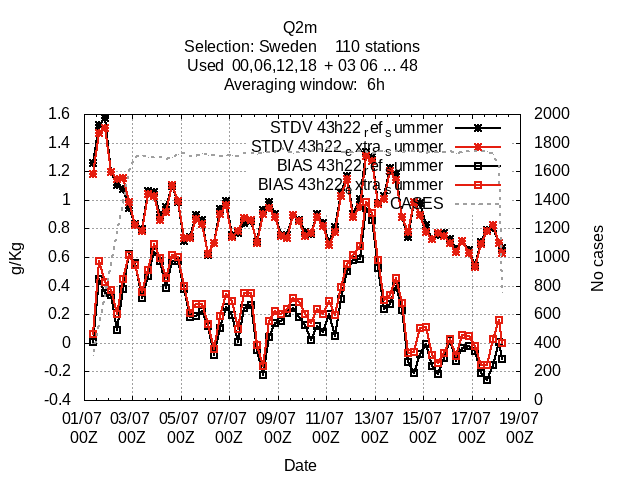 Q2m
Selection: Sweden 110 stations
Used 00,06,12,18 + 03 06 ... 48
Averaging window: 6h
1.6
1.4
1.2
1
0.8
0.6
0.4
0.2
0
-0.2
-0.4
g/Kg
STDV 43h22refsummer
STDV 43h22extrasummer
BIAS 43h22refsummer
BIAS 43h22extrasummer
CASES
2000
1800
1600
1400
1200
1000
800
600
400
200
0
No cases
01/07 03/07 05/07 07/07 09/07 11/07 13/07 15/07 17/07 19/07
00Z 00Z 00Z 00Z 00Z 00Z 00Z 00Z 00Z 00Z
Date